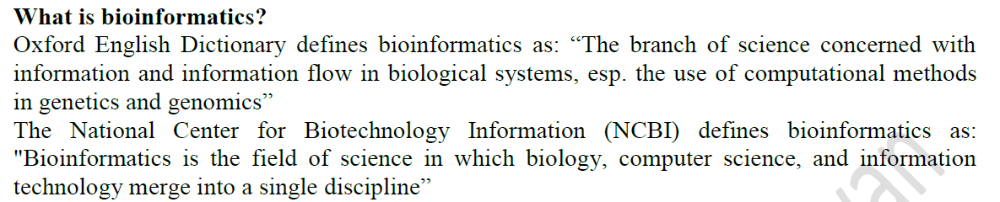 What is bioinformatics?
Oxford English Dictionary defines bioinformatics as: “The branch of science concerned with
information and information flow in biological systems, esp. the use of computational methods
in genetics and genomics”
The National Center for Biotechnology Information (NCBI) defines bioinformatics as:
"Bioinformatics is the field of science in which biology, computer science, and information
technology merge into a single discipline”